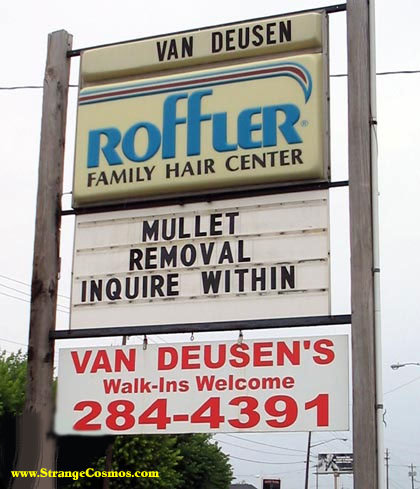 VAN DEUSEN
ROFFLER®
FAMILY HAIR CENTER
MULLET
REMOVAL
INQUIRE WITHIN
VAN DEUSEN'S
Walk-Ins Welcome
284-4391
www.StrangeCosmos.com